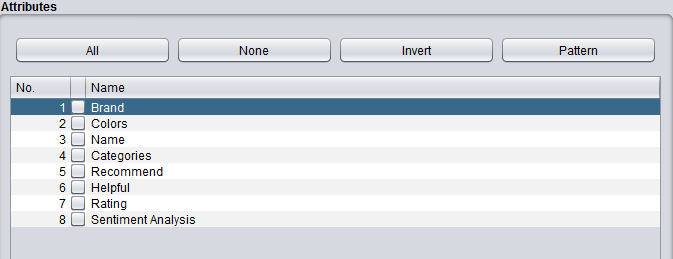 Attributes
All None Invert Pattern
No. Name
1 Brand
2 Colors
3 Name
4 Categories
5 Recommend
6 Helpful
7 Rating
8 Sentiment Analysis